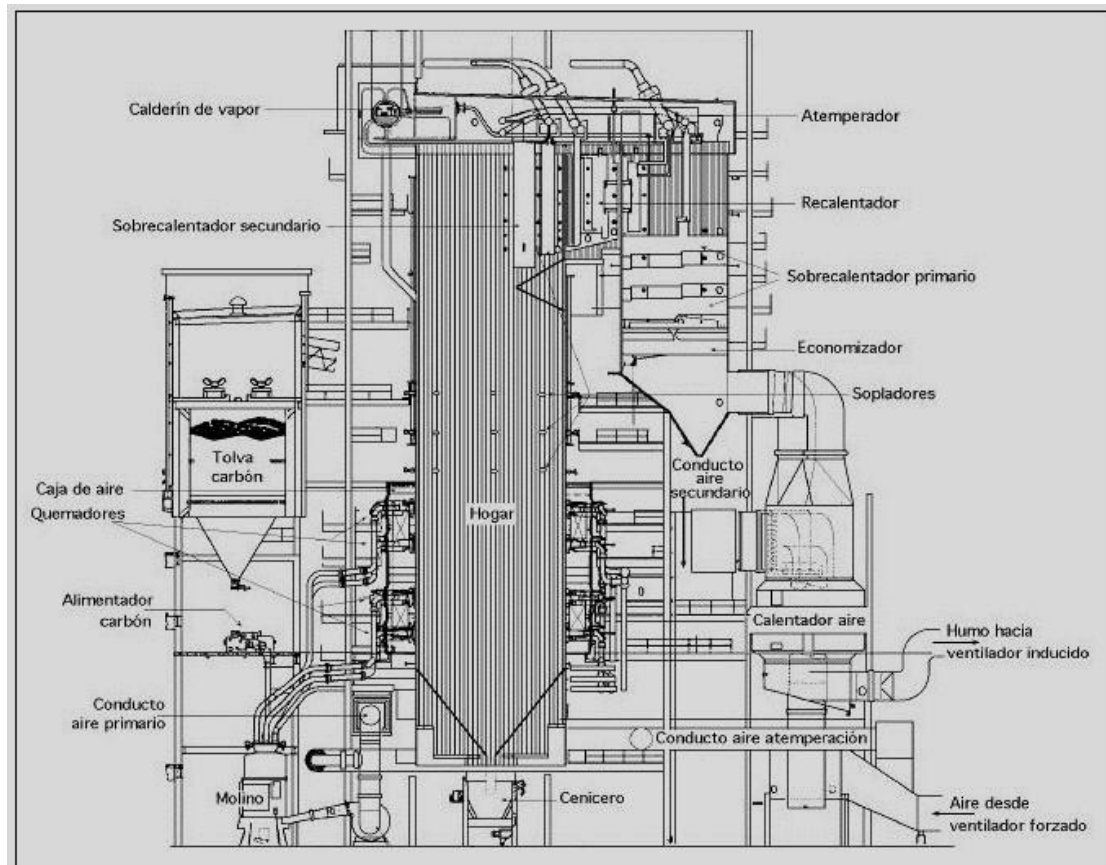 Calderín de vapor
Atemperador
Sobrecalentador secundario
Recalentador
Sobrecalentador primario
Economizador
Sopladores
Tolva
carbón
Conducto
aire
secundario
Caja de aire
Quemadores
Hogar
Alimentador
carbón
Calentador aire
Humo hacia
ventilador inducido
Conducto
aire primario
Conducto aire atemperación
Molino
Cenicero
Aire desde
ventilador forzado